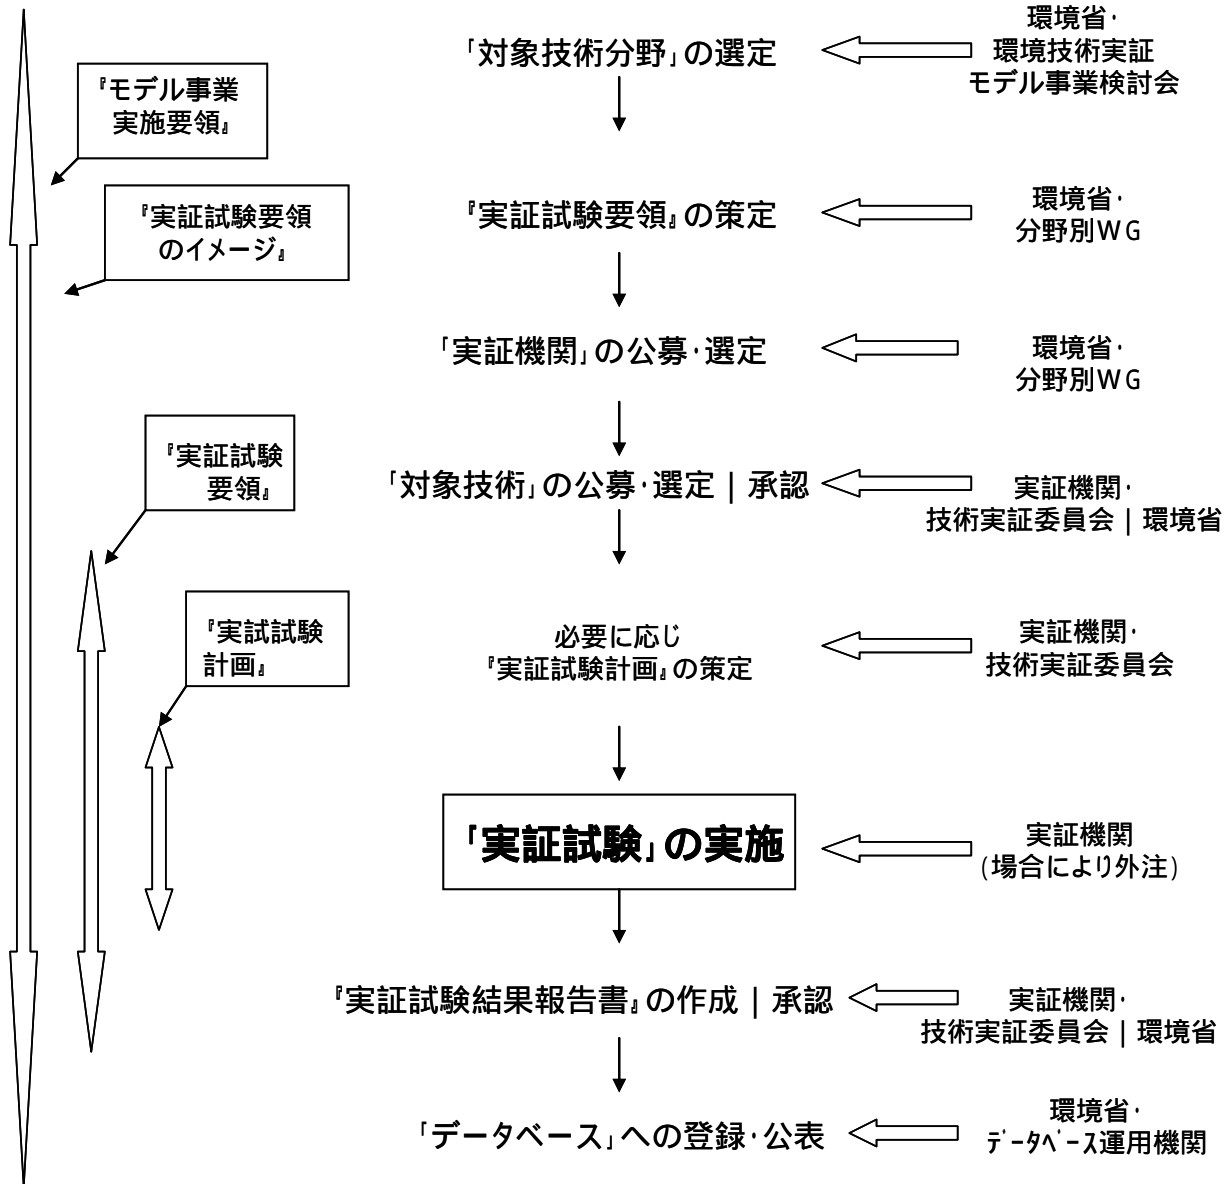 「対象技術分野」の選定
環境省・
環境技術実証
モデル事業検討会
『モデル事業
実施要領』
『実証試験要領
のイメージ』
『実証試験要領』の策定
環境省・
分野別WG
「実証機関」の公募・選定
環境省・
分野別WG
『実証試験
要領』
「対象技術」の公募・選定 | 承認
実証機関・
技術実証委員会 | 環境省
『実試試験
計画』
必要に応じ
『実証試験計画』の策定
実証機関・
技術実証委員会
「実証試験」の実施
実証機関
(場合により外注)
『実証試験結果報告書』の作成 | 承認
実証機関・
技術実証委員会 | 環境省
「データベース」への登録・公表
環境省・
データベース運用機関